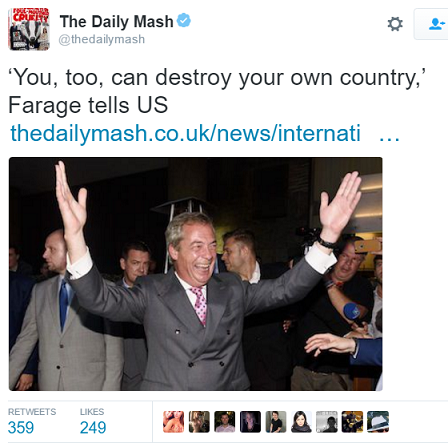 The Daily Mash
@thedailymash
‘You, too, can destroy your own country,’
Farage tells US
thedailymash.co.uk/news/internati …
RETWEETS
LIKES
359
249